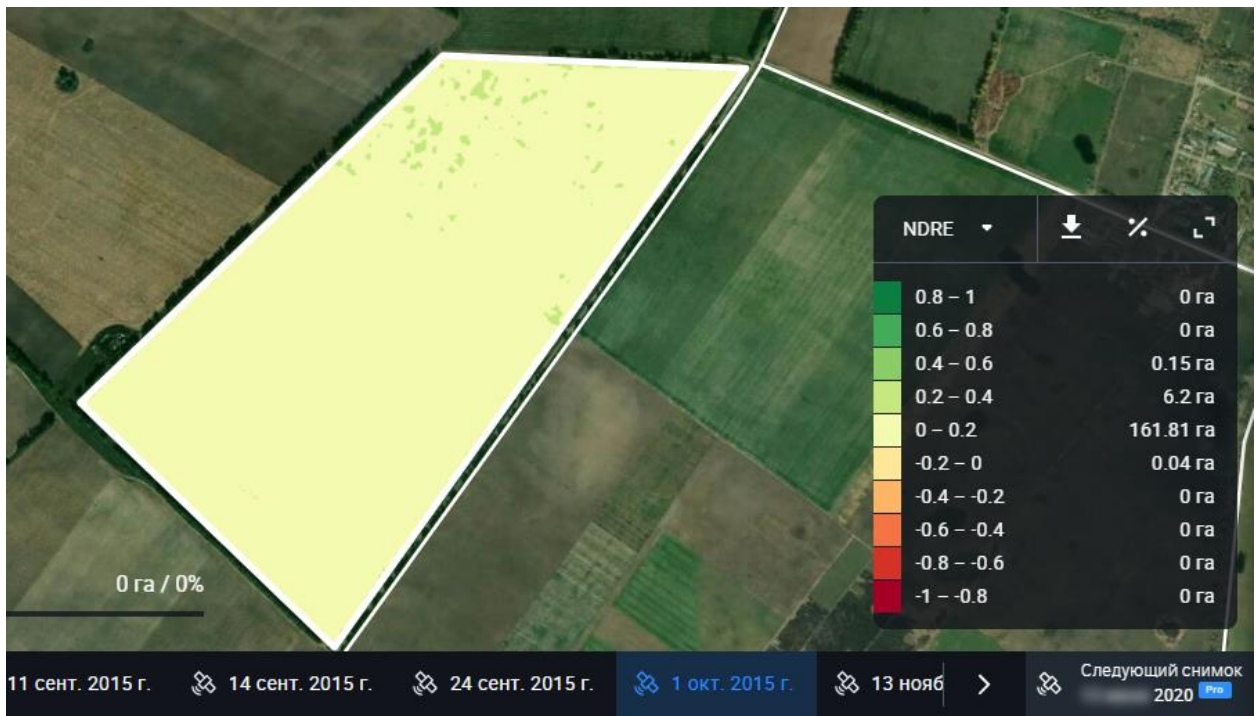 NDRE
0.8 – 1 0 га
0.6 – 0.8 0 га
0.4 – 0.6 0.15 га
0.2 – 0.4 6.2 га
0 – 0.2 161.81 га
-0.2 – 0 0.04 га
-0.4 – -0.2 0 га
-0.6 – -0.4 0 га
-0.8 – -0.6 0 га
-1 – -0.8 0 га
0 га / 0%
11 сент. 2015 г. 14 сент. 2015 г. 24 сент. 2015 г. 1 окт. 2015 г. 13 нояб
Следующий снимок
2020 Pro